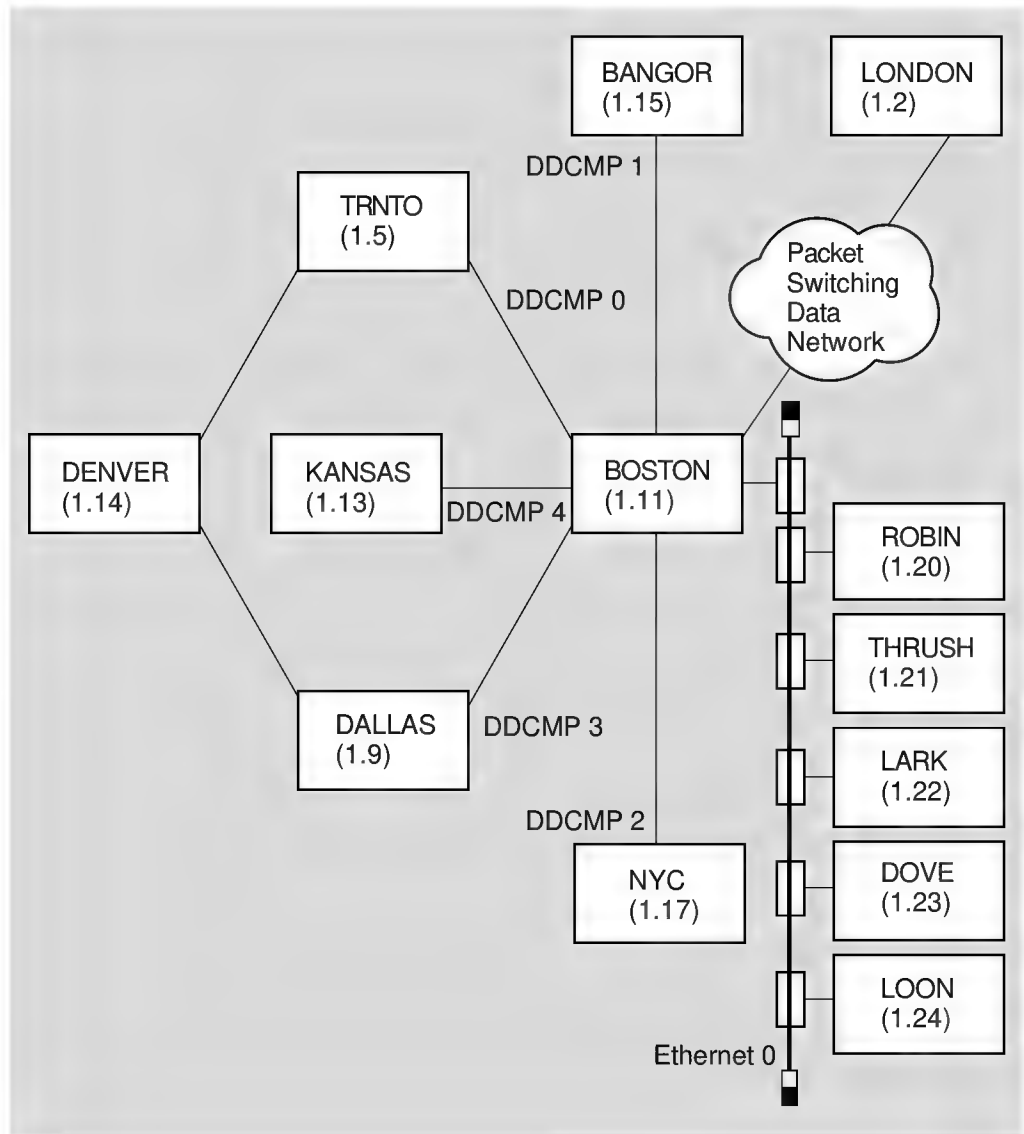 BANGOR
(1.15)
LONDON
(1.2)
DDCMP 1
TRNTO
(1.5)
Packet
Switching
Data
Network
DDCMP 0
DENVER
(1.14)
KANSAS
(1.13)
DDCMP 4
BOSTON
(1.11)
ROBIN
(1.20)
THRUSH
(1.21)
DALLAS
(1.9)
DDCMP 3
LARK
(1.22)
DDCMP 2
NYC
(1.17)
DOVE
(1.23)
LOON
(1.24)
Ethernet 0